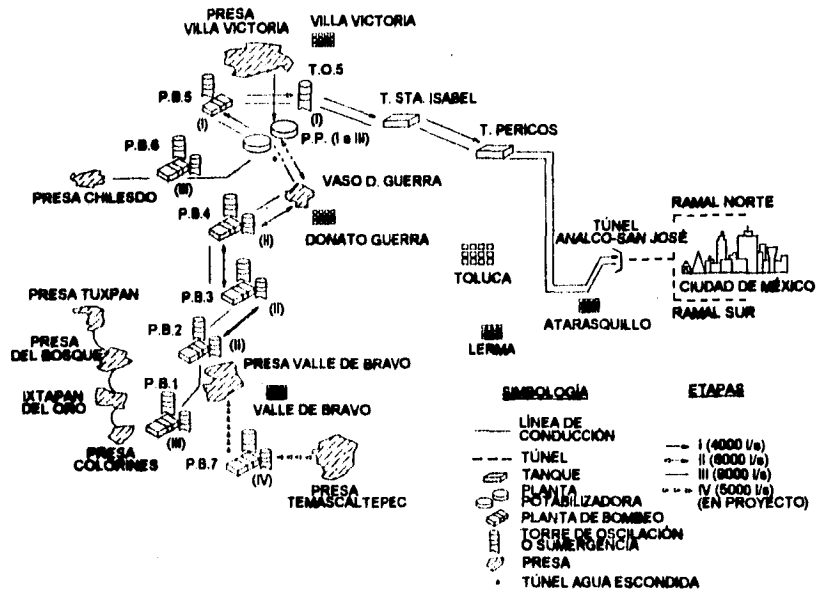 PRESA
VILLA VICTORIA
VILLA VICTORIA
T.O.5
P.B.5
(I)
(I)
T. STA. ISABEL
P.P. (I a III)
T. PERICOS
P.B.6
(III)
PRESA CHILESDO
VASO D. GUERRA
P.B.4
(II)
DONATO GUERRA
RAMAL NORTE
TÚNEL
ANALCO-SAN JOSÉ
TOLUCA
CIUDAD DE MÉXICO
P.B.3
(II)
ATARASQUILLO
RAMAL SUR
PRESA TUXPAN
P.B.2
(II)
LERMA
PRESA
DEL BOSQUE
PRESA VALLE DE BRAVO
P.B.1
(III)
IXTAPAN
DEL ORO
VALLE DE BRAVO
PRESA
COLORINES
P.B.7
(IV)
PRESA
TEMASCALTEPEC
SIMBOLOGÍA
LÍNEA DE
CONDUCCIÓN
TÚNEL
TANQUE
PLANTA
POTABILIZADORA
PLANTA DE BOMBEO
TORRE DE OSCILACIÓN
O SUMERGENCIA
PRESA
TÚNEL AGUA ESCONDIDA
ETAPAS
I (4000 l/s)
II (6000 l/s)
III (9000 l/s)
IV (5000 l/s)
(EN PROYECTO)